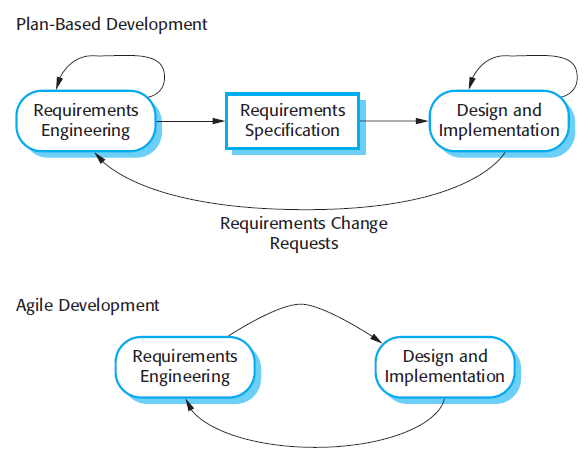 Plan-Based Development
Requirements
Engineering
Requirements
Specification
Design and
Implementation
Requirements Change
Requests
Agile Development
Requirements
Engineering
Design and
Implementation